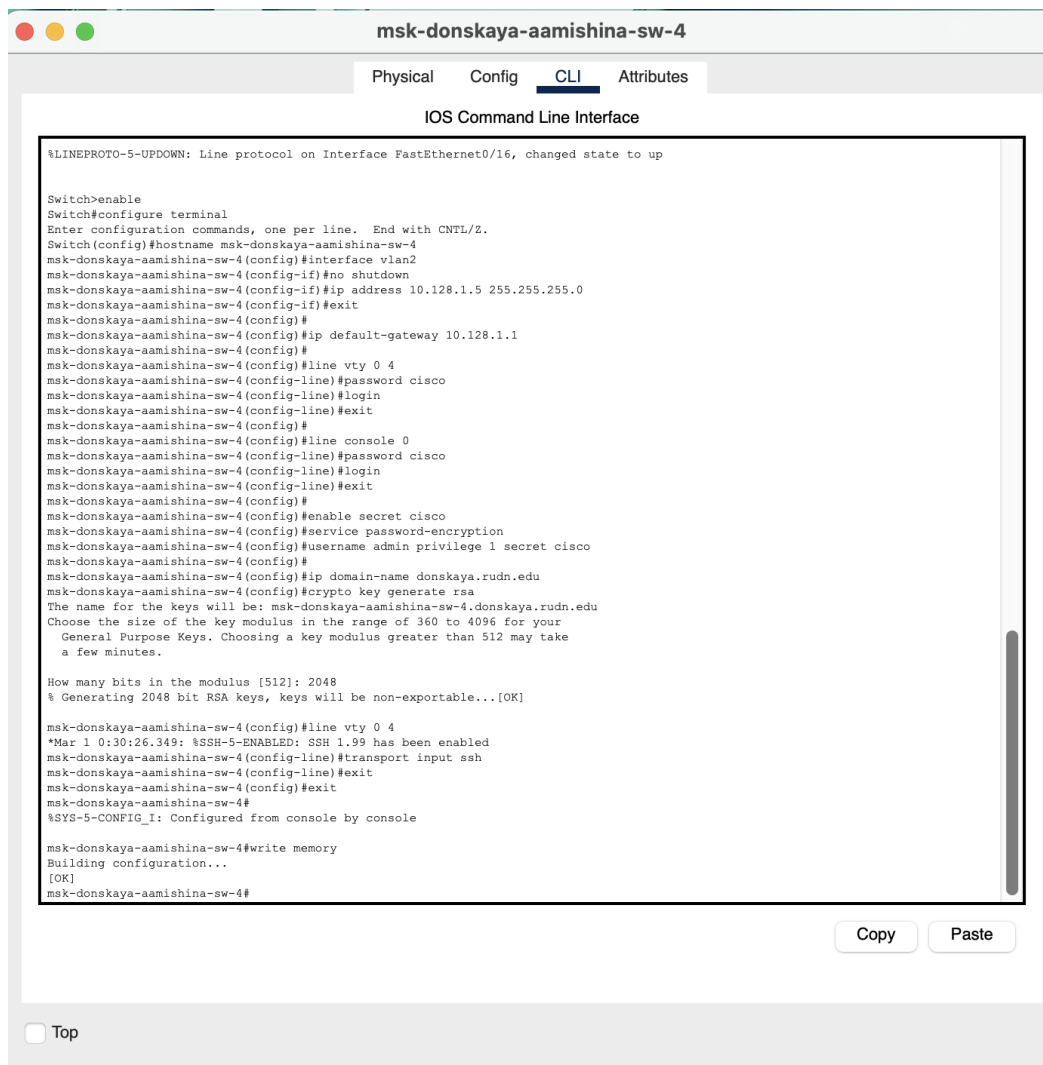 msk-donskaya-aamishina-sw-4
Physical Config CLI Attributes
IOS Command Line Interface
%LINEPROTO-5-UPDOWN: Line protocol on Interface FastEthernet0/16, changed state to up
Switch>enable
Switch#configure terminal
Enter configuration commands, one per line.  End with CNTL/Z.
Switch(config)#hostname msk-donskaya-aamishina-sw-4
msk-donskaya-aamishina-sw-4(config)#interface vlan2
msk-donskaya-aamishina-sw-4(config-if)#no shutdown
msk-donskaya-aamishina-sw-4(config-if)#ip address 10.128.1.5 255.255.255.0
msk-donskaya-aamishina-sw-4(config-if)#exit
msk-donskaya-aamishina-sw-4(config)#
msk-donskaya-aamishina-sw-4(config)#ip default-gateway 10.128.1.1
msk-donskaya-aamishina-sw-4(config)#
msk-donskaya-aamishina-sw-4(config)#line vty 0 4
msk-donskaya-aamishina-sw-4(config-line)#password cisco
msk-donskaya-aamishina-sw-4(config-line)#login
msk-donskaya-aamishina-sw-4(config-line)#exit
msk-donskaya-aamishina-sw-4(config)#
msk-donskaya-aamishina-sw-4(config)#line console 0
msk-donskaya-aamishina-sw-4(config-line)#password cisco
msk-donskaya-aamishina-sw-4(config-line)#login
msk-donskaya-aamishina-sw-4(config-line)#exit
msk-donskaya-aamishina-sw-4(config)#
msk-donskaya-aamishina-sw-4(config)#enable secret cisco
msk-donskaya-aamishina-sw-4(config)#service password-encryption
msk-donskaya-aamishina-sw-4(config)#username admin privilege 1 secret cisco
msk-donskaya-aamishina-sw-4(config)#
msk-donskaya-aamishina-sw-4(config)#ip domain-name donskaya.rudn.edu
msk-donskaya-aamishina-sw-4(config)#crypto key generate rsa
The name for the keys will be: msk-donskaya-aamishina-sw-4.donskaya.rudn.edu
Choose the size of the key modulus in the range of 360 to 4096 for your
General Purpose Keys. Choosing a key modulus greater than 512 may take
a few minutes.
How many bits in the modulus [512]: 2048
% Generating 2048 bit RSA keys, keys will be non-exportable...[OK]
msk-donskaya-aamishina-sw-4(config)#line vty 0 4
*Mar 1 0:30:26.349: %SSH-5-ENABLED: SSH 1.99 has been enabled
msk-donskaya-aamishina-sw-4(config-line)#transport input ssh
msk-donskaya-aamishina-sw-4(config-line)#exit
msk-donskaya-aamishina-sw-4(config)#exit
msk-donskaya-aamishina-sw-4#
%SYS-5-CONFIG_I: Configured from console by console
msk-donskaya-aamishina-sw-4#write memory
Building configuration...
[OK]
msk-donskaya-aamishina-sw-4#
Copy Paste
Top